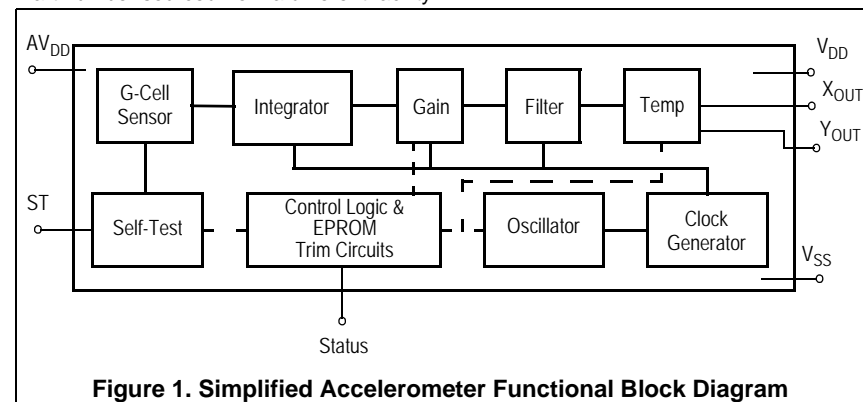 AVDD
VDD
G-Cell
Sensor
Integrator
Gain
Filter
Temp
XOUT
YOUT
ST
Self-Test
Control Logic &
EPROM
Trim Circuits
Oscillator
Clock
Generator
VSS
Status
Figure 1. Simplified Accelerometer Functional Block Diagram